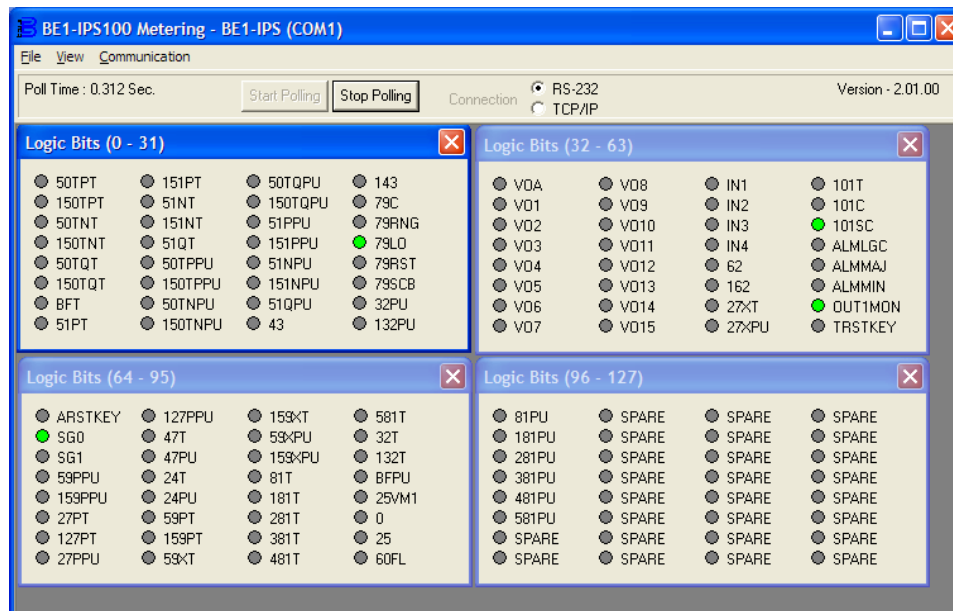 BE1-IPS100 Metering - BE1-IPS (COM1)
File View Communication
Poll Time : 0.312 Sec. Start Polling Stop Polling Connection RS-232 Version - 2.01.00
TCP/IP
Logic Bits (0 - 31)
50TPT 151PT 50TQPU 143
150TPT 51NT 150TQPU 79C
50TNT 151NT 51PPU 79RNG
150TNT 51QT 151PPU 79LO
50TQT 50TPPU 51NPU 79RST
150TQT 150TPPU 151NPU 79SCB
BFT 50TNPU 51QPU 32PU
51PT 150TNPU 43 132PU
Logic Bits (32 - 63)
VOA VO8 IN1 101T
VO1 VO9 IN2 101C
VO2 VO10 IN3 101SC
VO3 VO11 IN4 ALMLGC
VO4 VO12 62 ALMMAJ
VO5 VO13 162 ALMMIN
VO6 VO14 27XT OUT1MON
VO7 VO15 27XPU TRSTKEY
Logic Bits (64 - 95)
ARSTKEY 127PPU 159XT 581T
SG0 47T 59XPU 32T
SG1 47PU 159XPU 132T
59PPU 24T 81T BFPU
159PPU 24PU 181T 25VM1
27PT 59PT 281T 0
127PT 159PT 381T 25
27PPU 59XT 481T 60FL
Logic Bits (96 - 127)
81PU SPARE SPARE SPARE
181PU SPARE SPARE SPARE
281PU SPARE SPARE SPARE
381PU SPARE SPARE SPARE
481PU SPARE SPARE SPARE
581PU SPARE SPARE SPARE
SPARE SPARE SPARE SPARE
SPARE SPARE SPARE SPARE